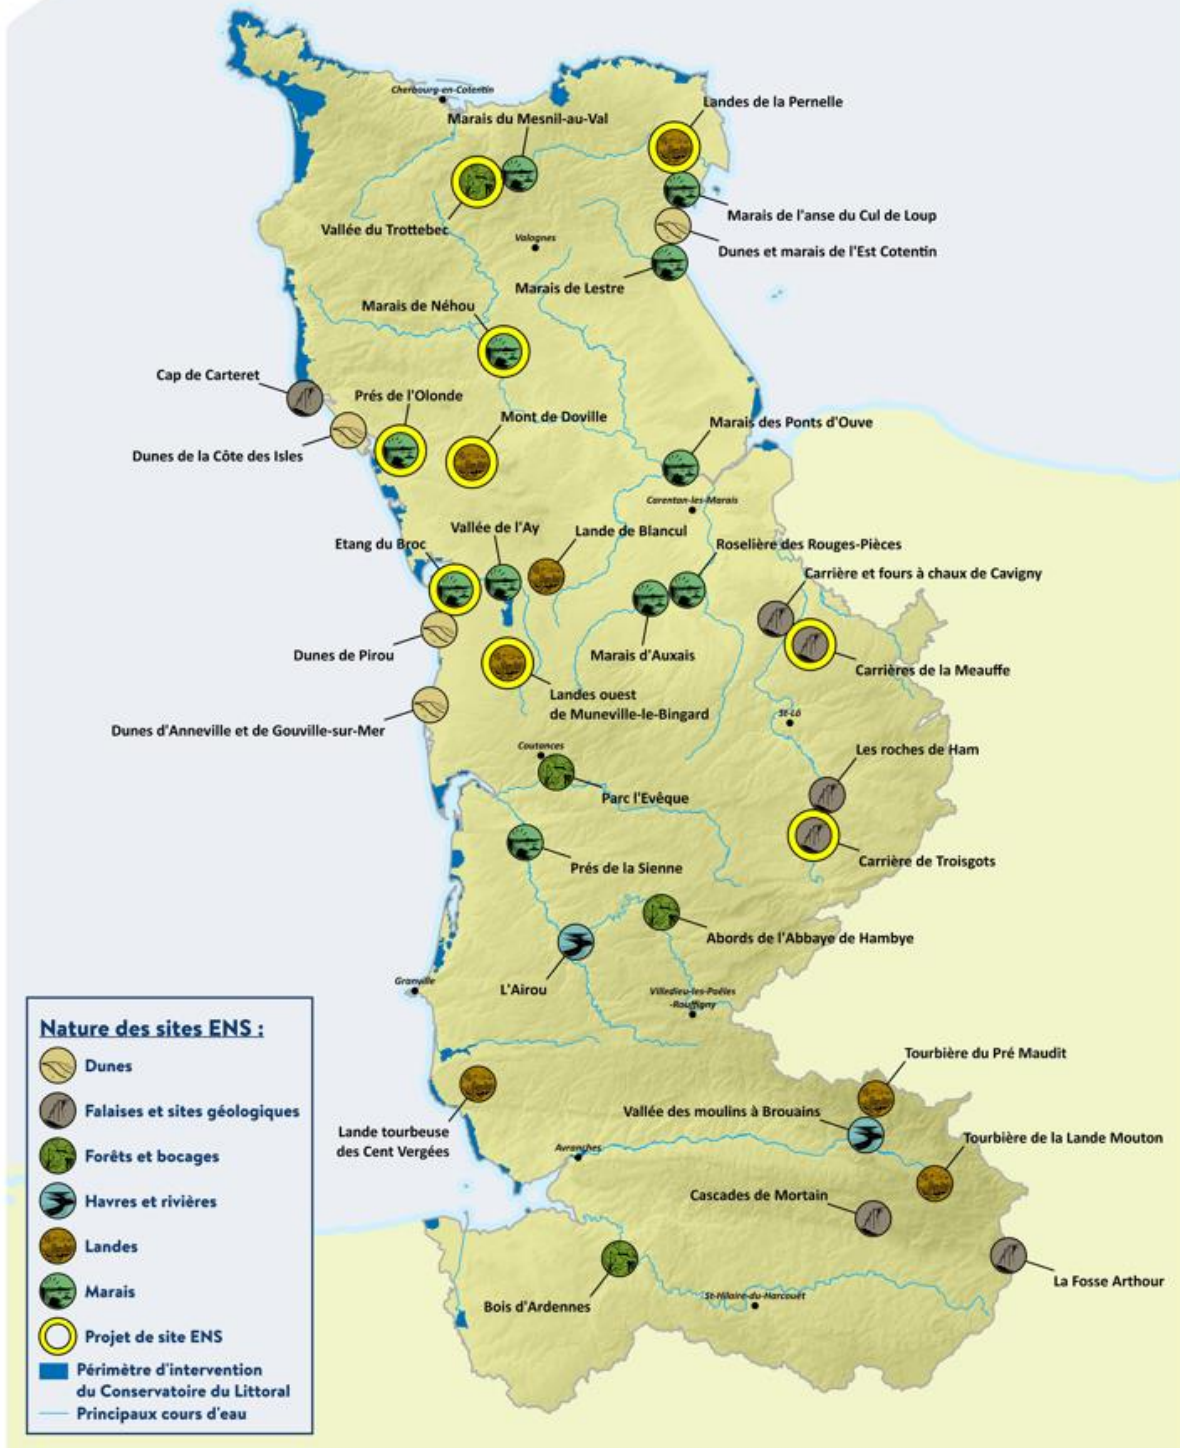 Cherbourg-en-Cotentin
Landes de la Pernelle
Marais du Mesnil-au-Val
Marais de l'anse du Cul de Loup
Vallée du Trottebec
Valognes
Dunes et marais de l'Est Cotentin
Marais de Lestre
Marais de Néhou
Cap de Carteret
Prés de l'Olonde
Mont de Doville
Marais des Ponts d'Ouve
Dunes de la Côte des Isles
Carentan-les-Marais
Vallée de l'Ay
Lande de Blancul
Etang du Broc
Roselière des Rouges-Pièces
Carrière et fours à chaux de Cavigny
Dunes de Pirou
Marais d'Auxais
Carrières de la Meauffe
Landes ouest
de Muneville-le-Bingard
St-Lô
Dunes d'Anneville et de Gouville-sur-Mer
Coutances
Les roches de Ham
Parc l'Evêque
Carrière de Troisgots
Prés de la Sienne
Abords de l'Abbaye de Hambye
L'Airou
Granville
Villedieu-les-Poêles
-Rouffigny
Tourbière du Pré Maudit
Vallée des moulins à Brouains
Lande tourbeuse
des Cent Vergées
Tourbière de la Lande Mouton
Avranches
Cascades de Mortain
La Fosse Arthour
Bois d'Ardennes
St-Hilaire-du-Harcouët
Nature des sites ENS :
Dunes
Falaises et sites géologiques
Forêts et bocages
Havres et rivières
Landes
Marais
Projet de site ENS
Périmètre d'intervention
du Conservatoire du Littoral
Principaux cours d'eau